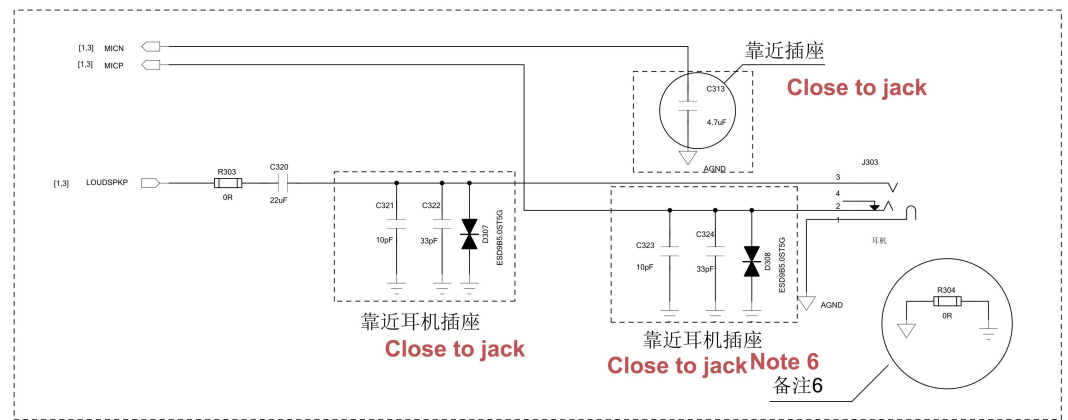 [1,3] MICN
[1,3] MICP
靠近插座
Close to jack
C313
4.7uF
AGND
J303
3
4
2
1
耳机
[1,3] LOUDSPKP
R303
0R
C320
22uF
C321
10pF
C322
33pF
D307
ESD9B5.0ST5G
靠近耳机插座
Close to jack
C323
10pF
C324
33pF
D308
ESD9B5.0ST5G
AGND
靠近耳机插座
Close to jack
Note 6
备注6
R304
0R